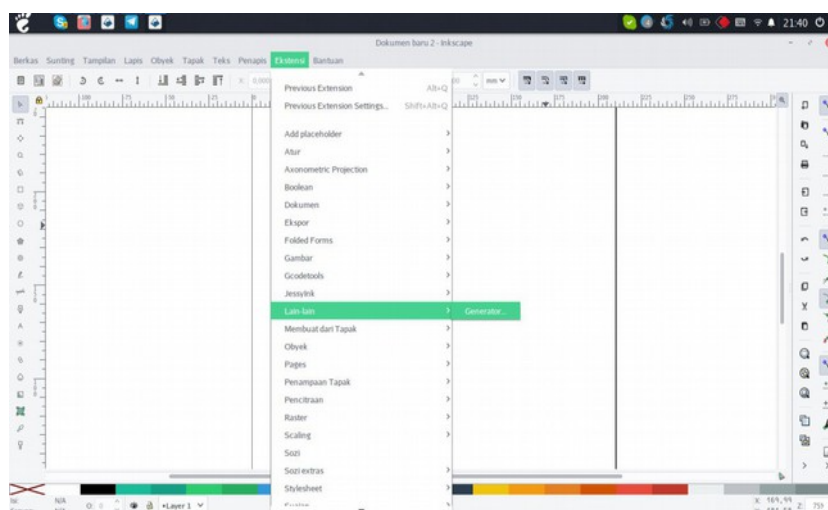 21:40
Dokumen baru 2 - Inkscape
Berkas Sunting Tampilan Lapis Obyek Tapak Teks Penapis Ekstensi Bantuan
Previous Extension Alt+Q
Previous Extension Settings... Shift+Alt+Q
Add placeholder
Atur
Axonometric Projection
Boolean
Dokumen
Ekspor
Folded Forms
Gambar
Gcodetools
JessyInk
Lain-lain Generator...
Membuat dari Tapak
Obyek
Pages
Penampaan Tapak
Pencitraan
Raster
Scaling
Sozi
Sozi extras
Stylesheet
N/A
Layer 1